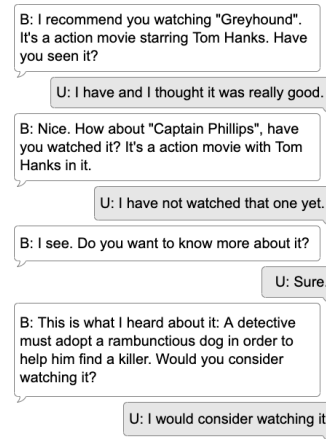 B: I recommend you watching "Greyhound".
It's a action movie starring Tom Hanks. Have
you seen it?
U: I have and I thought it was really good.
B: Nice. How about "Captain Phillips", have
you watched it? It's a action movie with Tom
Hanks in it.
U: I have not watched that one yet.
B: I see. Do you want to know more about it?
U: Sure.
B: This is what I heard about it: A detective
must adopt a rambunctious dog in order to
help him find a killer. Would you consider
watching it?
U: I would consider watching it